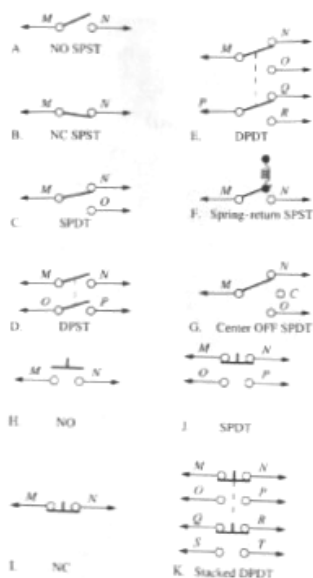 M N
A. NO SPST
M N
B. NC SPST
M N
O
C. SPDT
M N
O P
D. DPST
M N
H. NO
M N
I. NC
N
M
O
Q
P
R
E. DPDT
M N
F. Spring-return SPST
N
M
C
O
G. Center OFF SPDT
M N
O P
J. SPDT
M N
O P
Q R
S T
K. Stacked DPDT